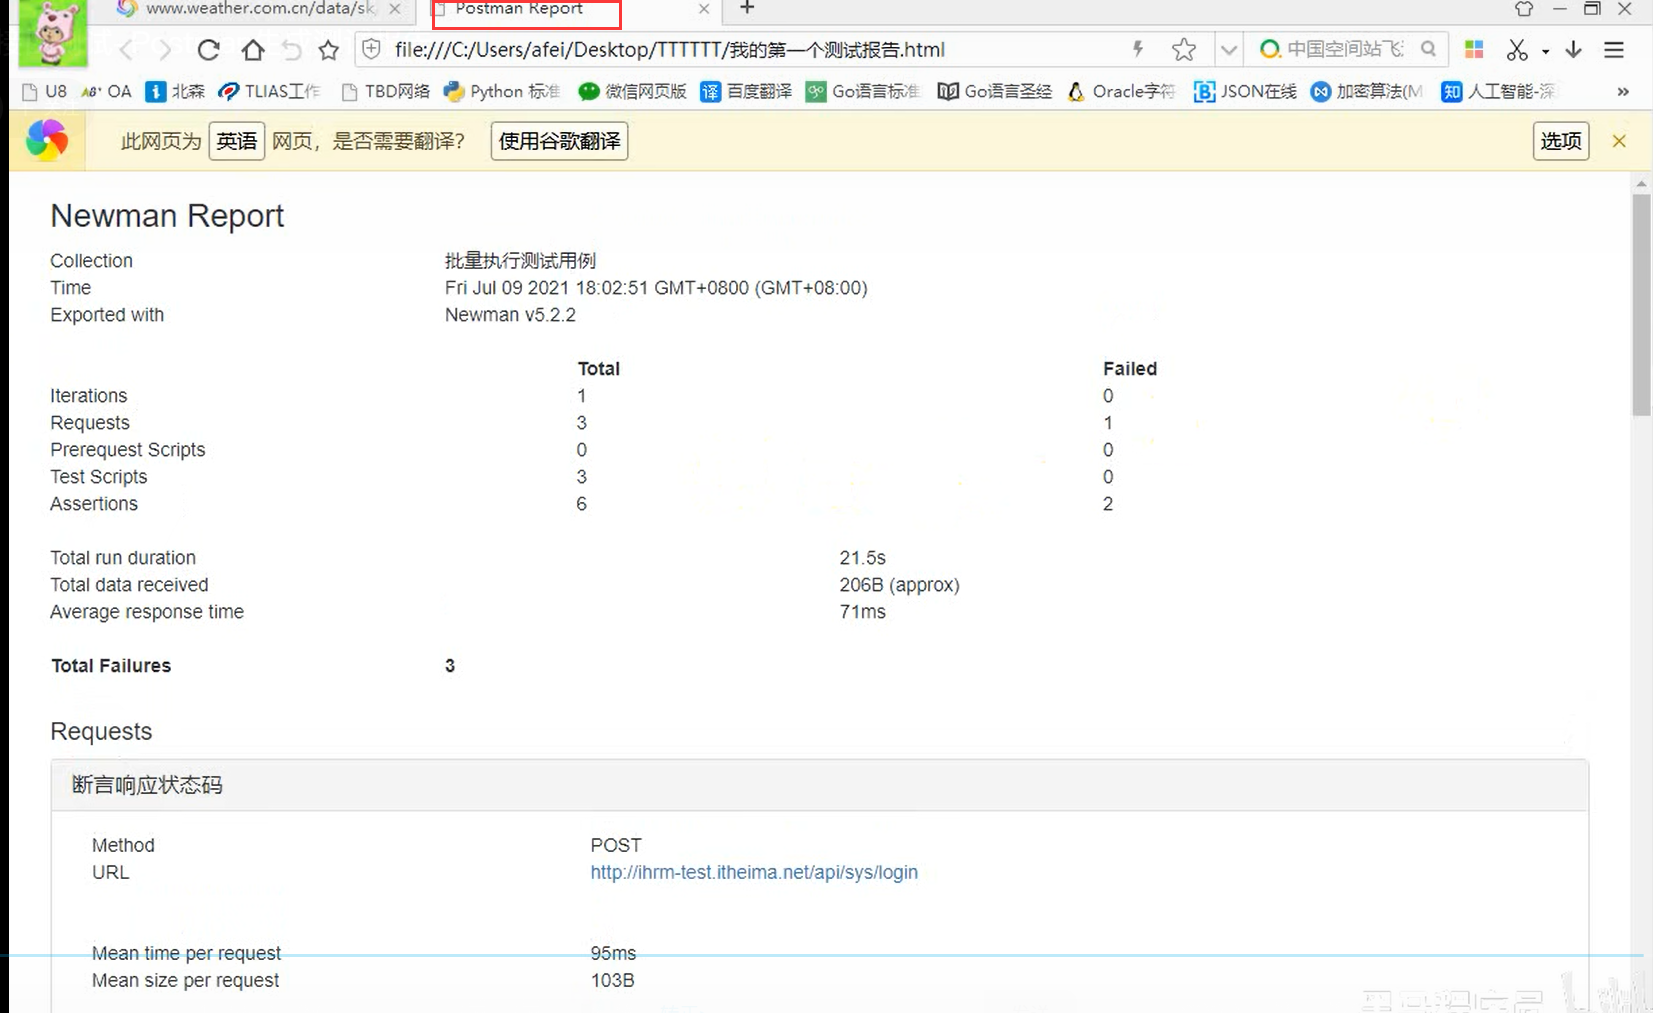 www.weather.com.cn/data/sk
Postman Report
file:///C:/Users/afei/Desktop/TTTTTT/我的第一个测试报告.html
中国空间站飞
U8 OA 北森 TLIAS工作 TBD网络 Python 标准 微信网页版 译 百度翻译 Go语言标准 Go语言圣经 Oracle字符 JSON在线 加密算法(M 知 人工智能-深 »
此网页为 英语 网页，是否需要翻译？ 使用谷歌翻译 选项
Newman Report
Collection 批量执行测试用例
Time Fri Jul 09 2021 18:02:51 GMT+0800 (GMT+08:00)
Exported with Newman v5.2.2
Total Failed
Iterations 1 0
Requests 3 1
Prerequest Scripts 0 0
Test Scripts 3 0
Assertions 6 2
Total run duration 21.5s
Total data received 206B (approx)
Average response time 71ms
Total Failures 3
Requests
断言响应状态码
Method POST
URL http://ihrm-test.itheima.net/api/sys/login
Mean time per request 95ms
Mean size per request 103B